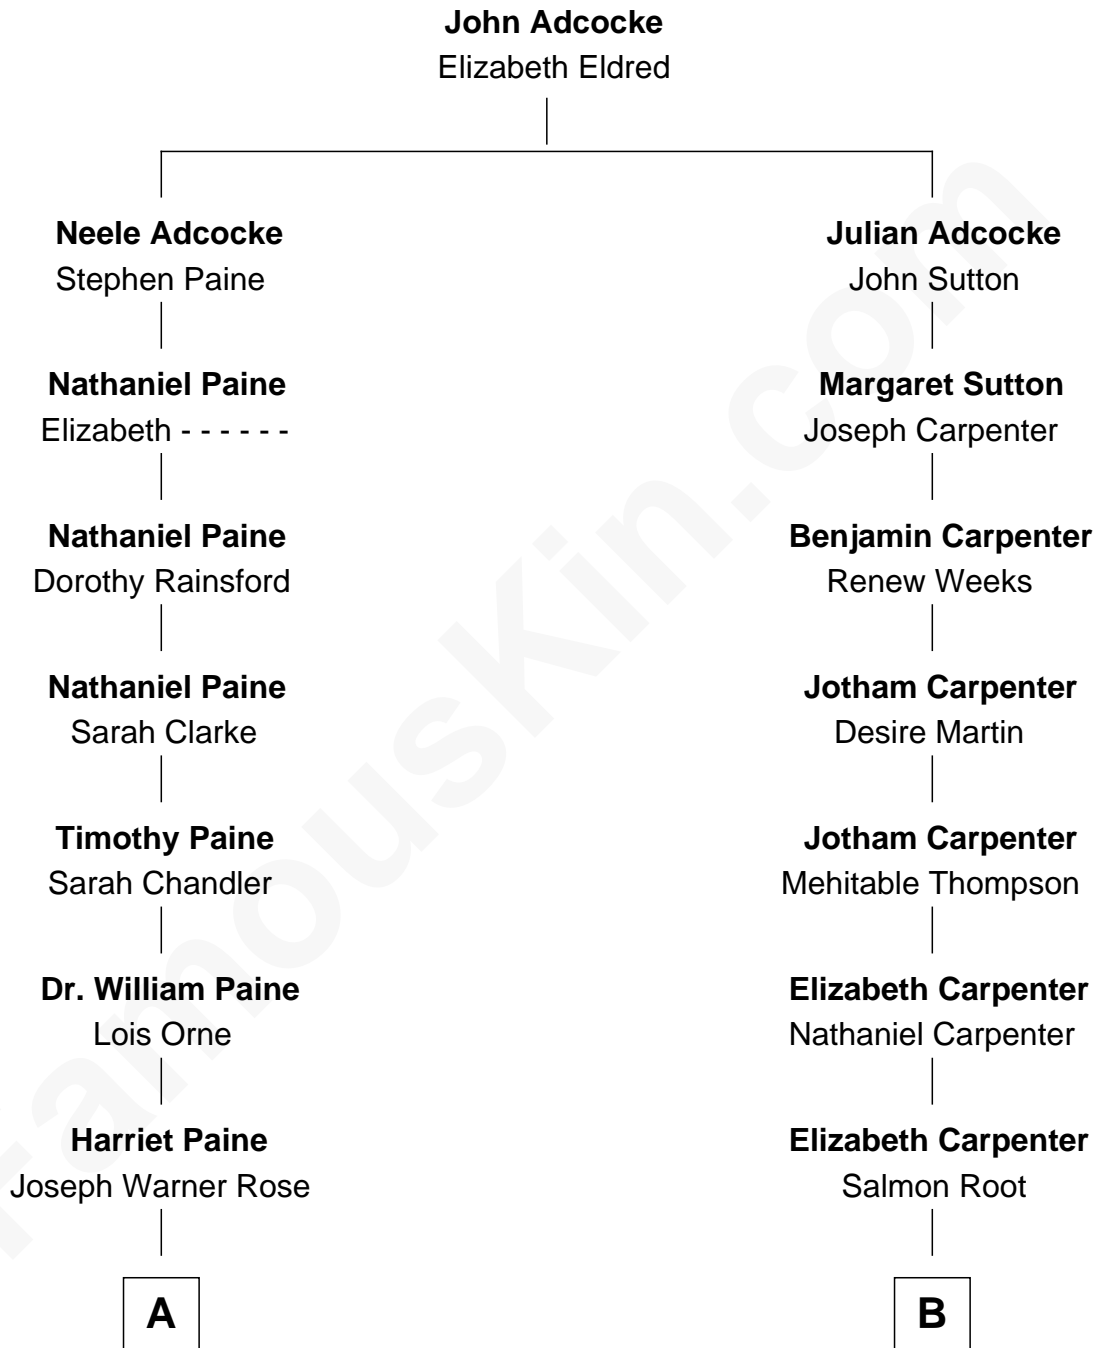 John Adcocke
Elizabeth Eldred
Neele Adcocke
Stephen Paine
Julian Adcocke
John Sutton
Nathaniel Paine
Elizabeth - - - - - -
Margaret Sutton
Joseph Carpenter
Nathaniel Paine
Dorothy Rainsford
Benjamin Carpenter
Renew Weeks
Nathaniel Paine
Sarah Clarke
Jotham Carpenter
Desire Martin
Timothy Paine
Sarah Chandler
Jotham Carpenter
Mehitable Thompson
Dr. William Paine
Lois Orne
Elizabeth Carpenter
Nathaniel Carpenter
Harriet Paine
Joseph Warner Rose
Elizabeth Carpenter
Salmon Root
A
B
FamousKin.com